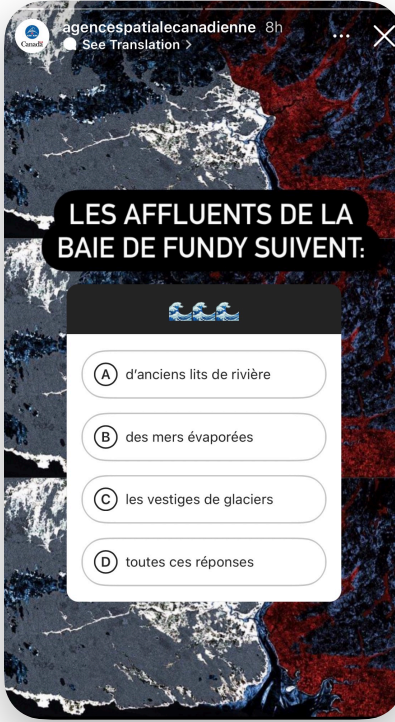 agencespatialecanadienne 8h
Canada
See Translation >
LES AFFLUENTS DE LA
BAIE DE FUNDY SUIVENT:
A d’anciens lits de rivière
B des mers évaporées
C les vestiges de glaciers
D toutes ces réponses